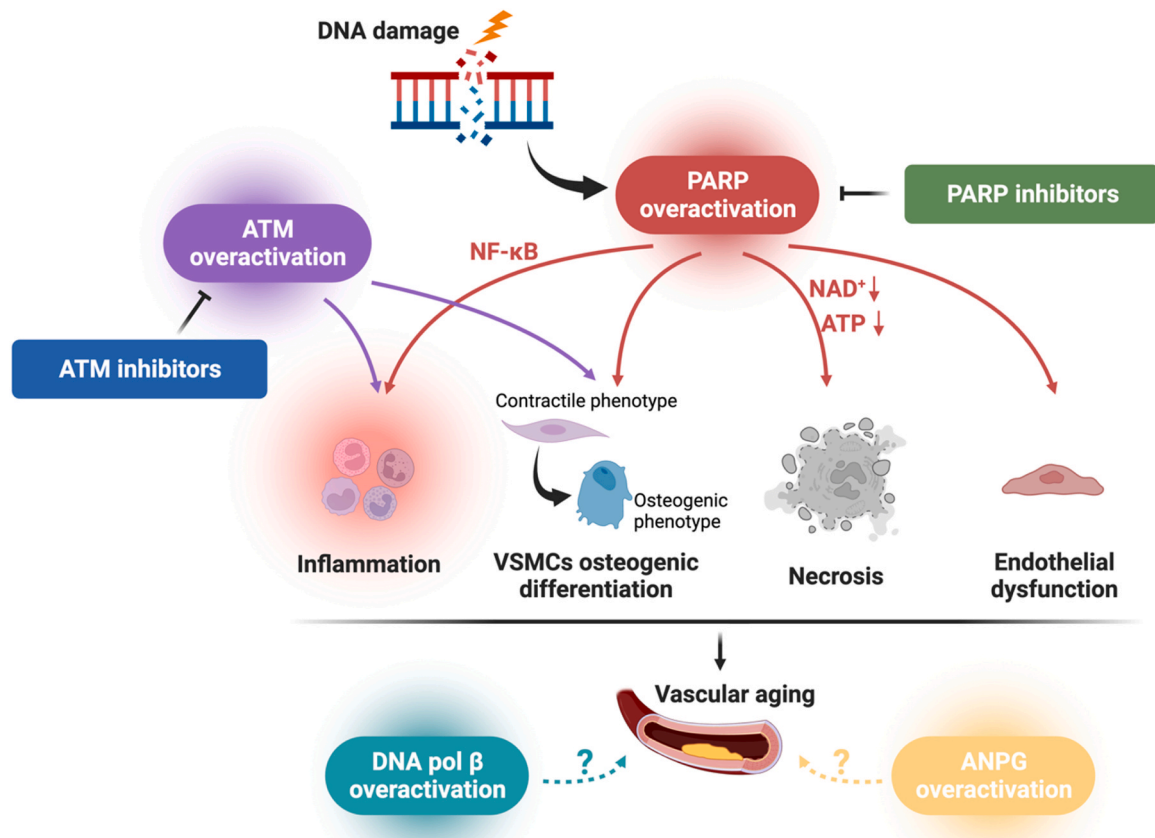 DNA damage
PARP
overactivation
PARP inhibitors
ATM
overactivation
NF-κB
NAD⁺↓
ATP ↓
ATM inhibitors
Contractile phenotype
Osteogenic
phenotype
Inflammation
VSMCs osteogenic
differentiation
Necrosis
Endothelial
dysfunction
Vascular aging
DNA pol β
overactivation
?
?
ANPG
overactivation